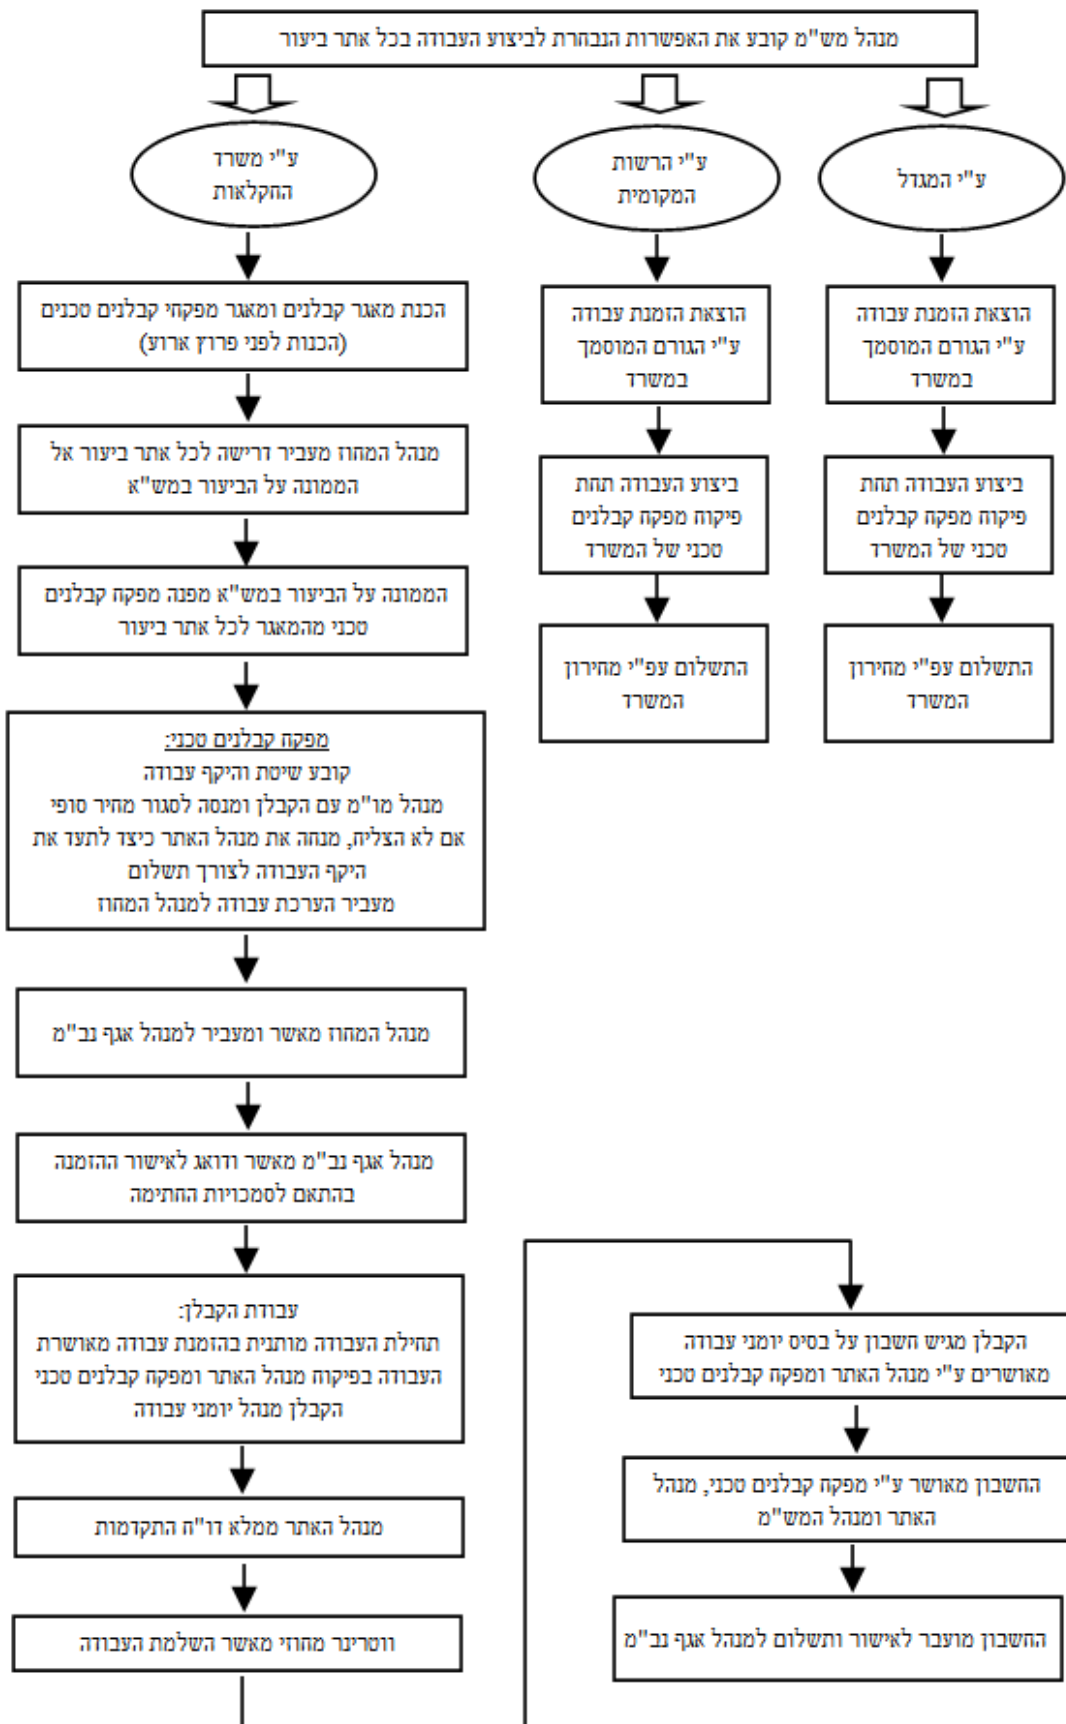 מנהל מש"מ קובע את האפשרות הנבחרת לביצוע העבודה בכל אתר ביעור
ע"י המגדל
הוצאת הזמנת עבודה
ע"י הגורם המוסמך
במשרד
ביצוע העבודה תחת
פיקוח מפקח קבלנים
טכני של המשרד
התשלום עפ"י מחירון
המשרד
ע"י הרשות
המקומית
הוצאת הזמנת עבודה
ע"י הגורם המוסמך
במשרד
ביצוע העבודה תחת
פיקוח מפקח קבלנים
טכני של המשרד
התשלום עפ"י מחירון
המשרד
ע"י משרד
החקלאות
הכנת מאגר קבלנים ומאגר מפקחי קבלנים טכנים
(הכנות לפני פרוץ ארוע)
מנהל המחוז מעביר דרישה לכל אתר ביעור אל
הממונה על הביעור במש"א
הממונה על הביעור במש"א מפנה מפקח קבלנים
טכני מהמאגר לכל אתר ביעור
מפקח קבלנים טכני:
קובע שיטת והיקף עבודה
מנהל מו"מ עם הקבלן ומנסה לסגור מחיר סופי
אם לא הצליח, מנחה את מנהל האתר כיצד לתעד את
היקף העבודה לצורך תשלום
מעביר הערכת עבודה למנהל המחוז
מנהל המחוז מאשר ומעביר למנהל אגף נב"מ
מנהל אגף נב"מ מאשר ודואג לאישור ההזמנה
בהתאם לסמכויות החתימה
עבודת הקבלן:
תחילת העבודה מותנית בהזמנת עבודה מאושרת
העבודה בפיקוח מנהל האתר ומפקח קבלנים טכני
הקבלן מנהל יומני עבודה
מנהל האתר ממלא דו"ח התקדמות
ווטרינר מחוזי מאשר השלמת העבודה
הקבלן מגיש חשבון על בסיס יומני עבודה
מאושרים ע"י מנהל האתר ומפקח קבלנים טכני
החשבון מאושר ע"י מפקח קבלנים טכני, מנהל
האתר ומנהל המש"מ
החשבון מועבר לאישור ותשלום למנהל אגף נב"מ